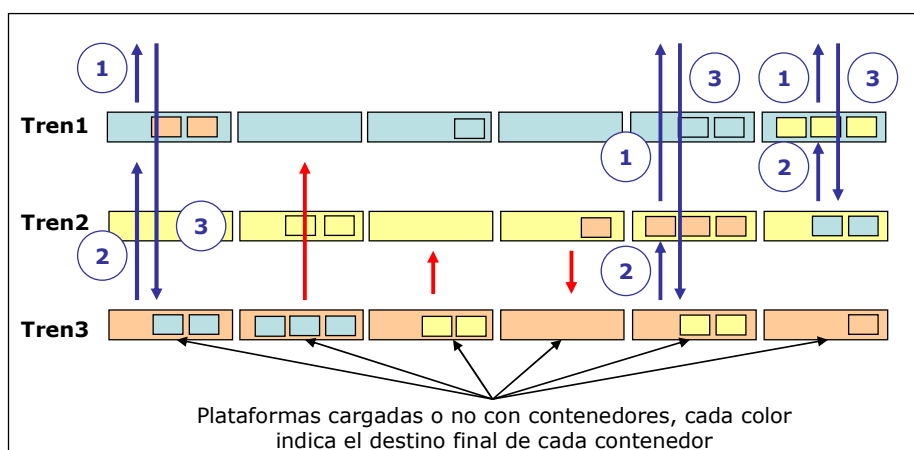 1
3
1
3
Tren1
1
2
Tren2
3
2
2
Tren3
Plataformas cargadas o no con contenedores, cada color
indica el destino final de cada contenedor